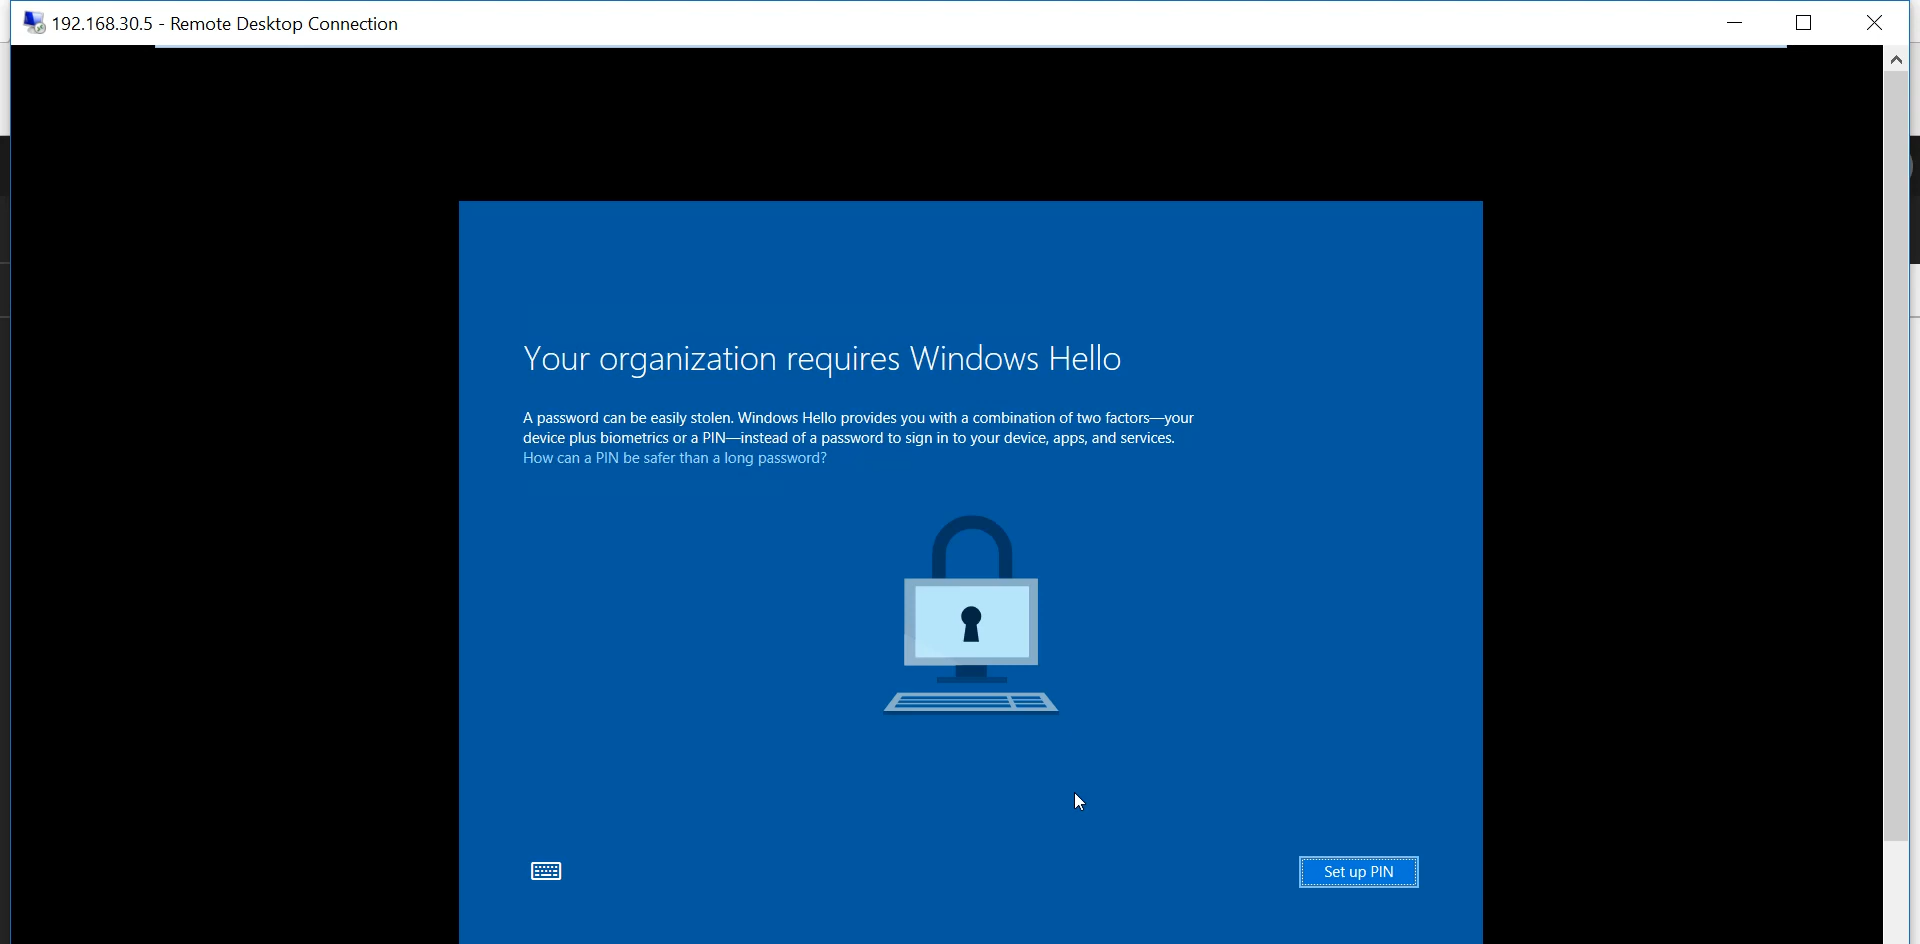 192.168.30.5 - Remote Desktop Connection
Your organization requires Windows Hello
A password can be easily stolen. Windows Hello provides you with a combination of two factors—your
device plus biometrics or a PIN—instead of a password to sign in to your device, apps, and services.
How can a PIN be safer than a long password?
Set up PIN